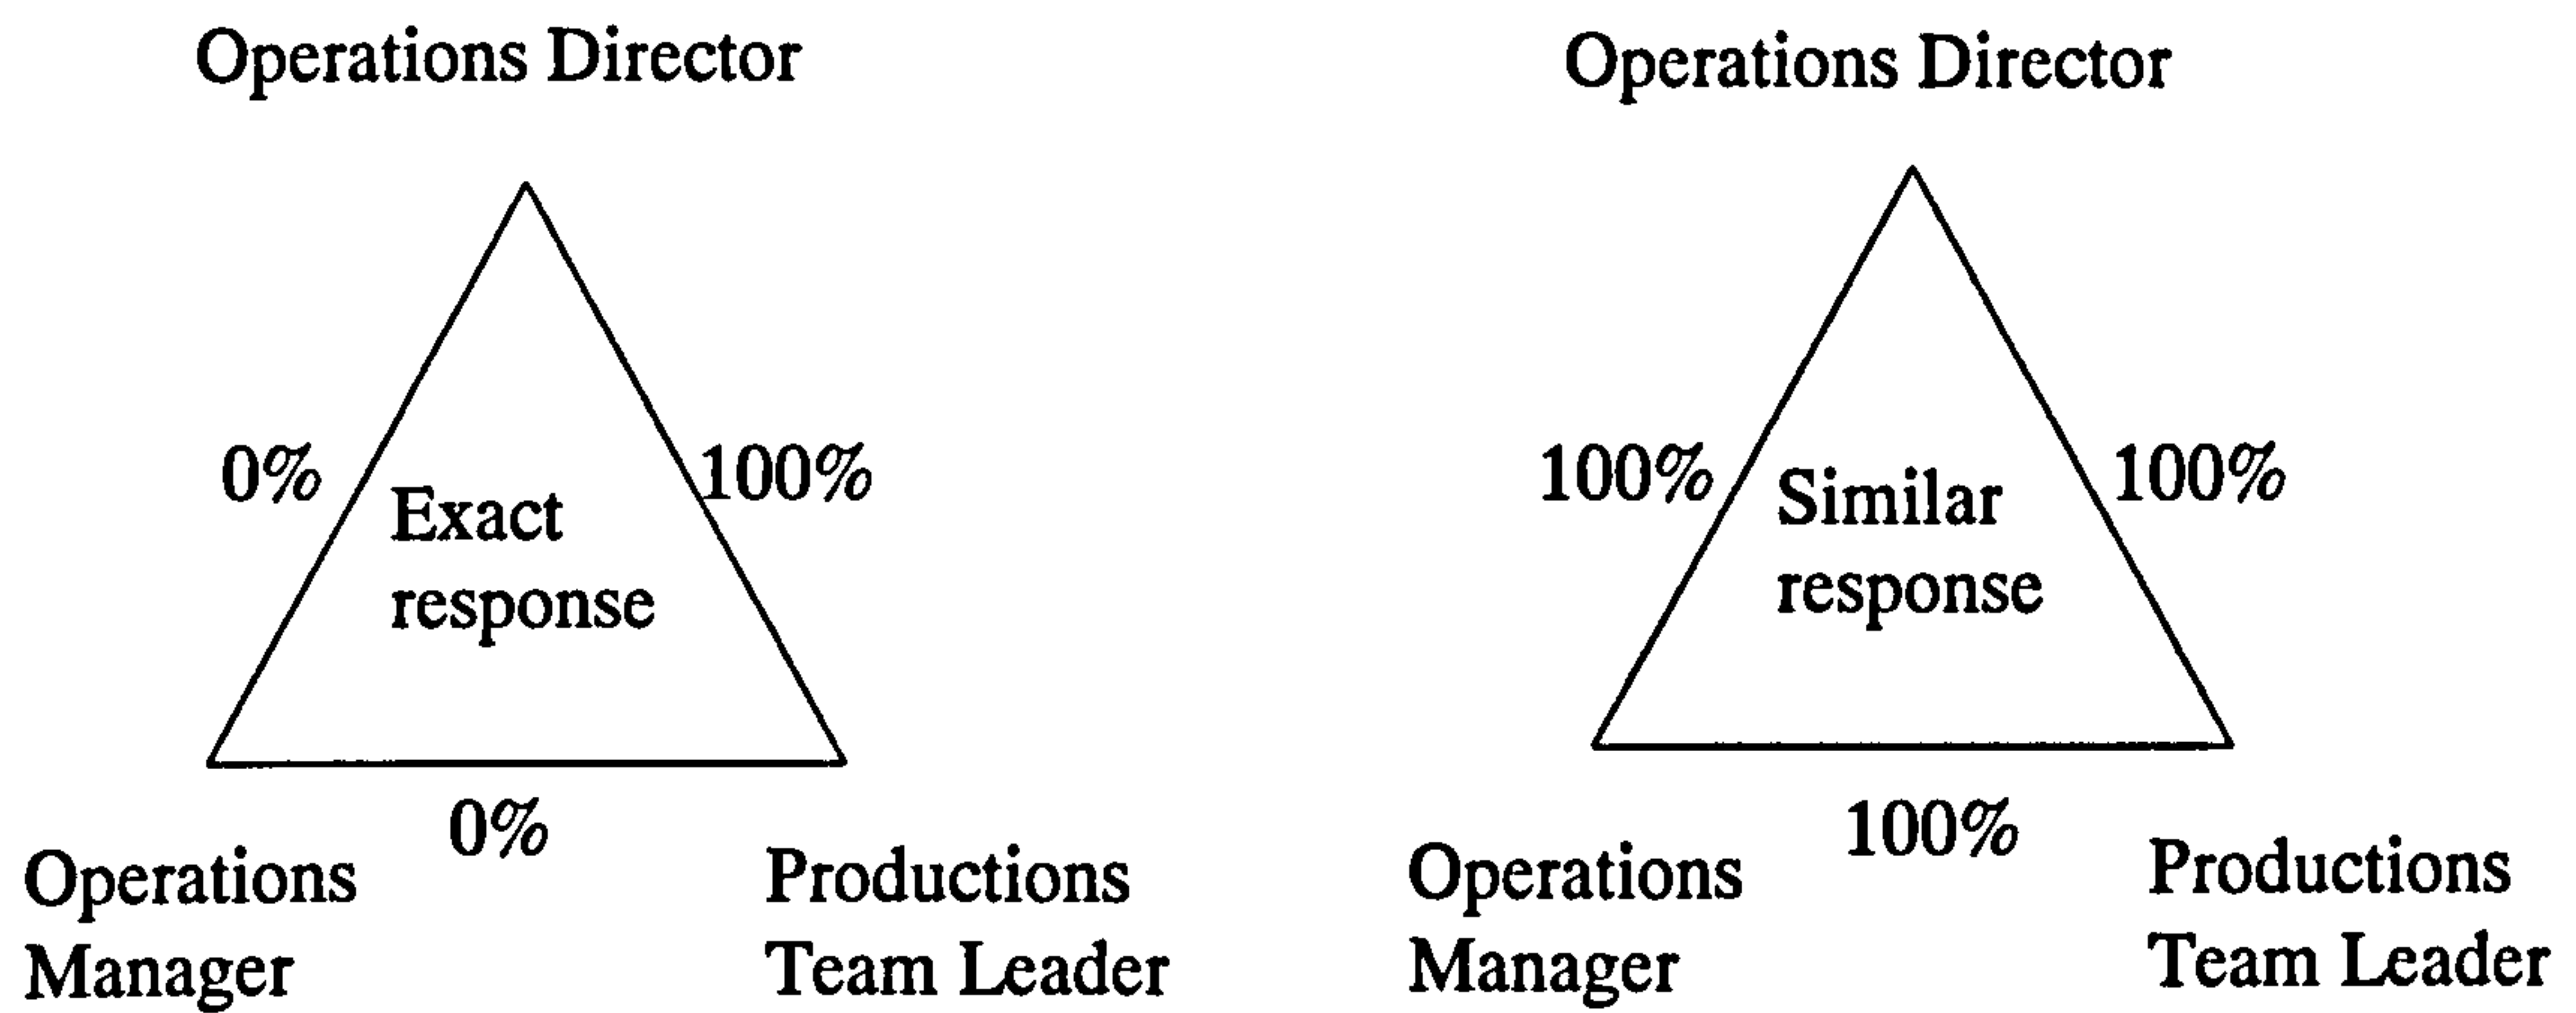 Operations Director
0%
100%
Exact
response
0%
Operations
Manager
Productions
Team Leader
Operations Director
100%
100%
Similar
response
100%
Operations
Manager
Productions
Team Leader